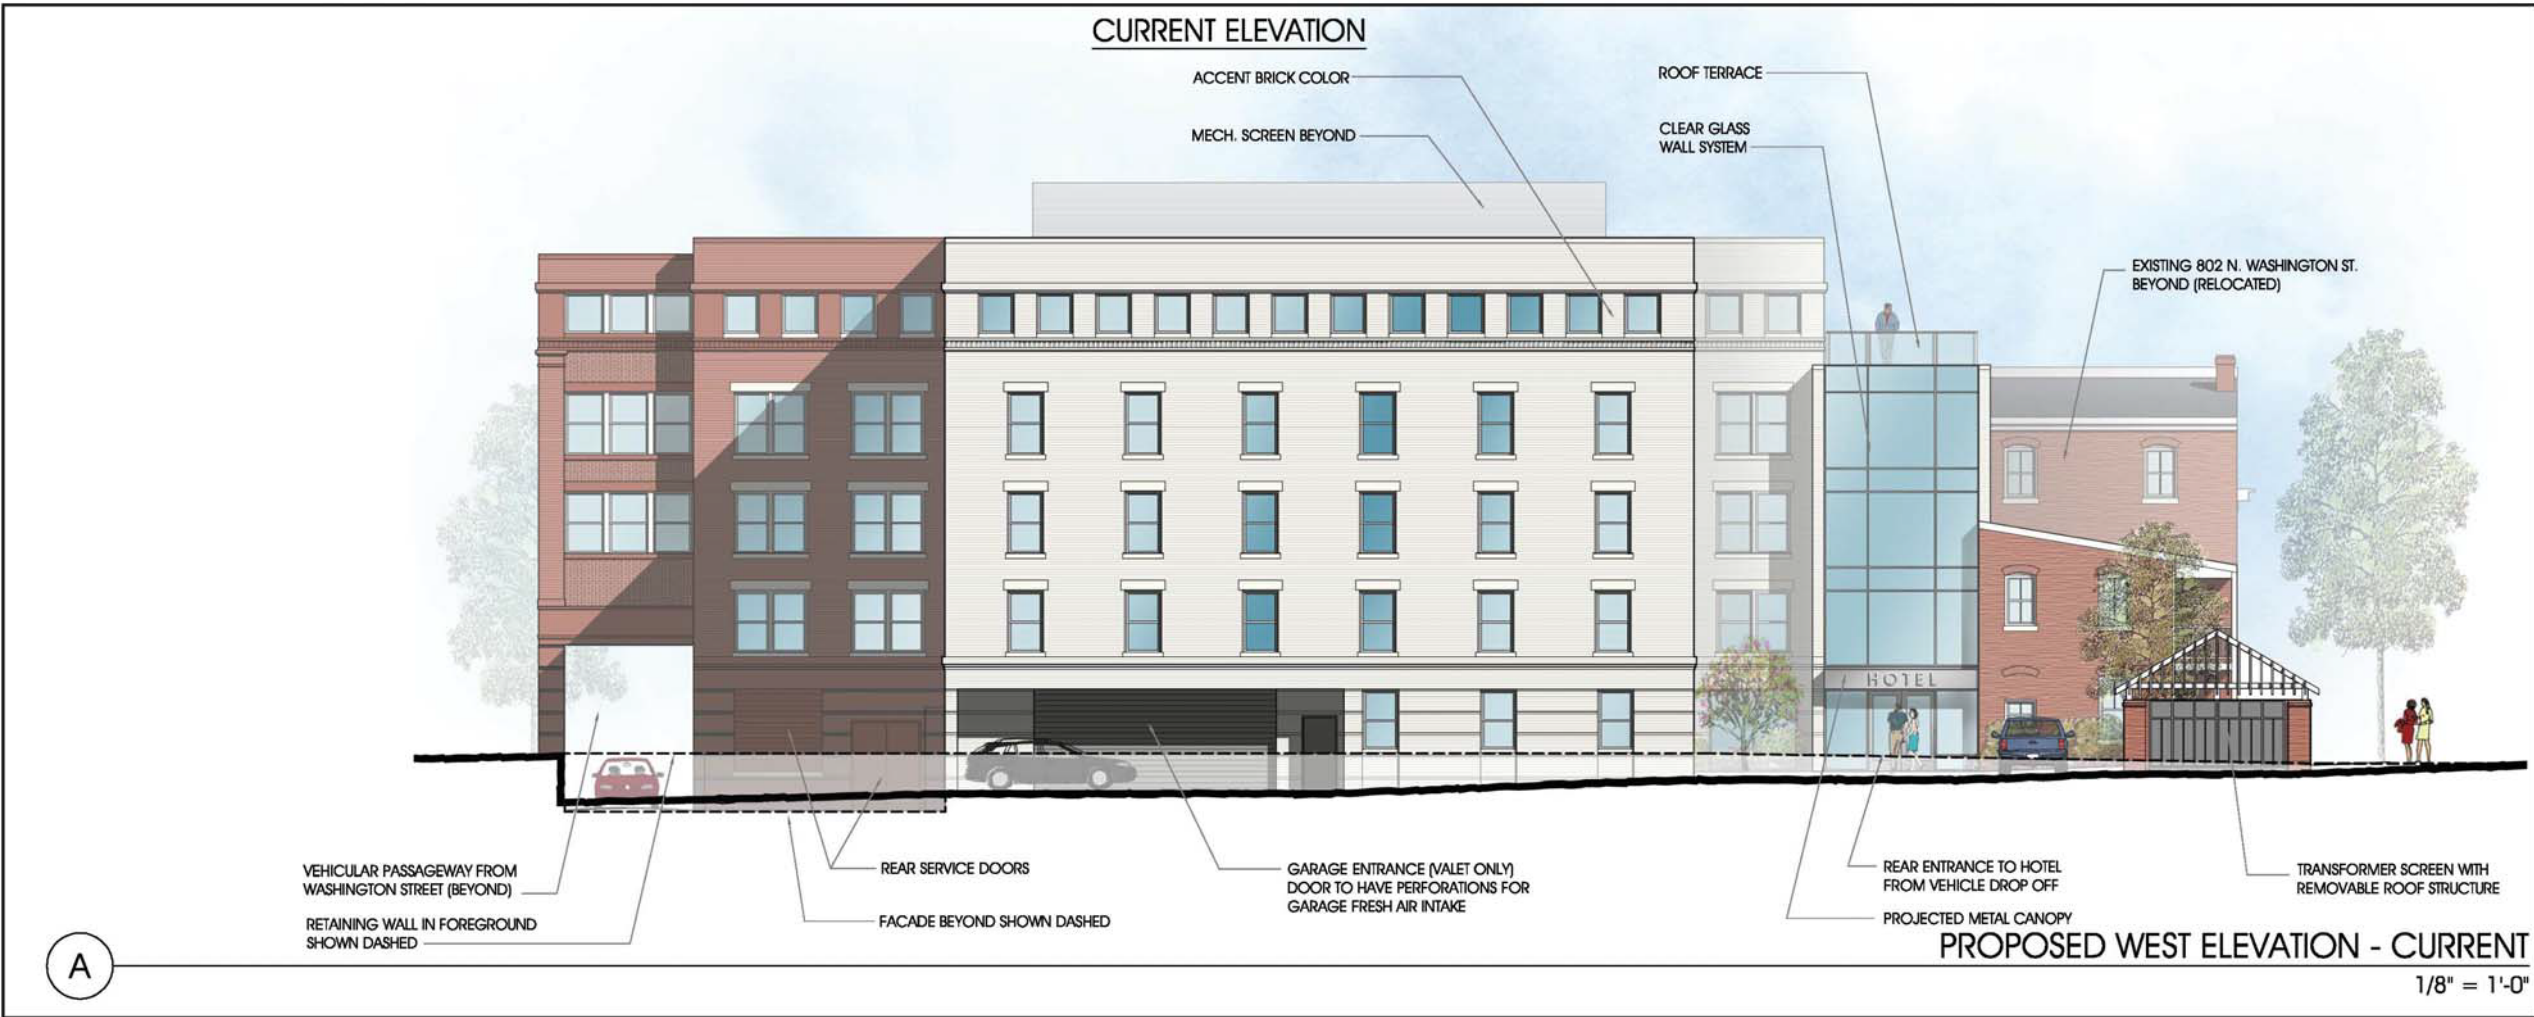 CURRENT ELEVATION
ACCENT BRICK COLOR
MECH. SCREEN BEYOND
ROOF TERRACE
CLEAR GLASS
WALL SYSTEM
EXISTING 802 N. WASHINGTON ST.
BEYOND (RELOCATED)
HOTEL
VEHICULAR PASSAGEWAY FROM
WASHINGTON STREET (BEYOND)
RETAINING WALL IN FOREGROUND
SHOWN DASHED
REAR SERVICE DOORS
FACADE BEYOND SHOWN DASHED
GARAGE ENTRANCE (VALET ONLY)
DOOR TO HAVE PERFORATIONS FOR
GARAGE FRESH AIR INTAKE
REAR ENTRANCE TO HOTEL
FROM VEHICLE DROP OFF
PROJECTED METAL CANOPY
TRANSFORMER SCREEN WITH
REMOVABLE ROOF STRUCTURE
A
PROPOSED WEST ELEVATION - CURRENT
1/8" = 1'-0"